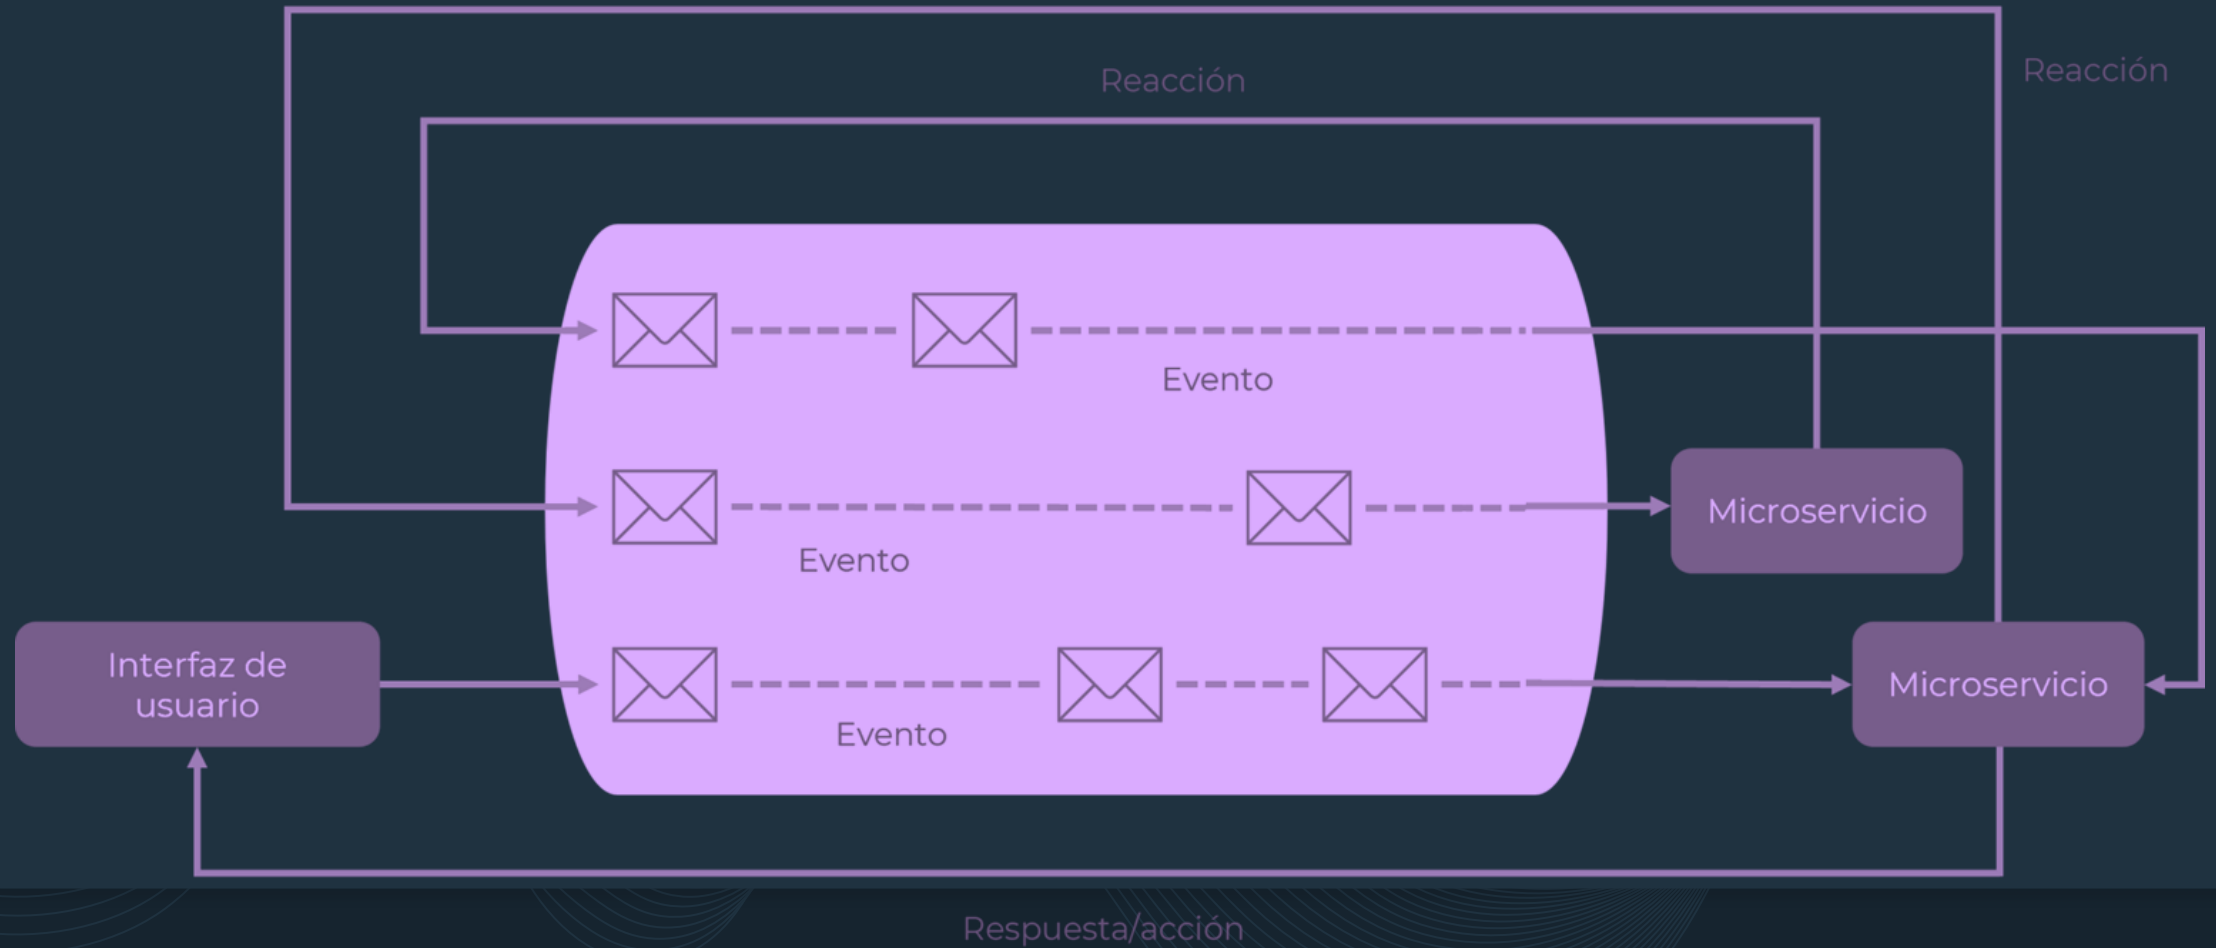 Reacción
Reacción
Evento
Microservicio
Evento
Interfaz de
usuario
Microservicio
Evento
Respuesta/acción